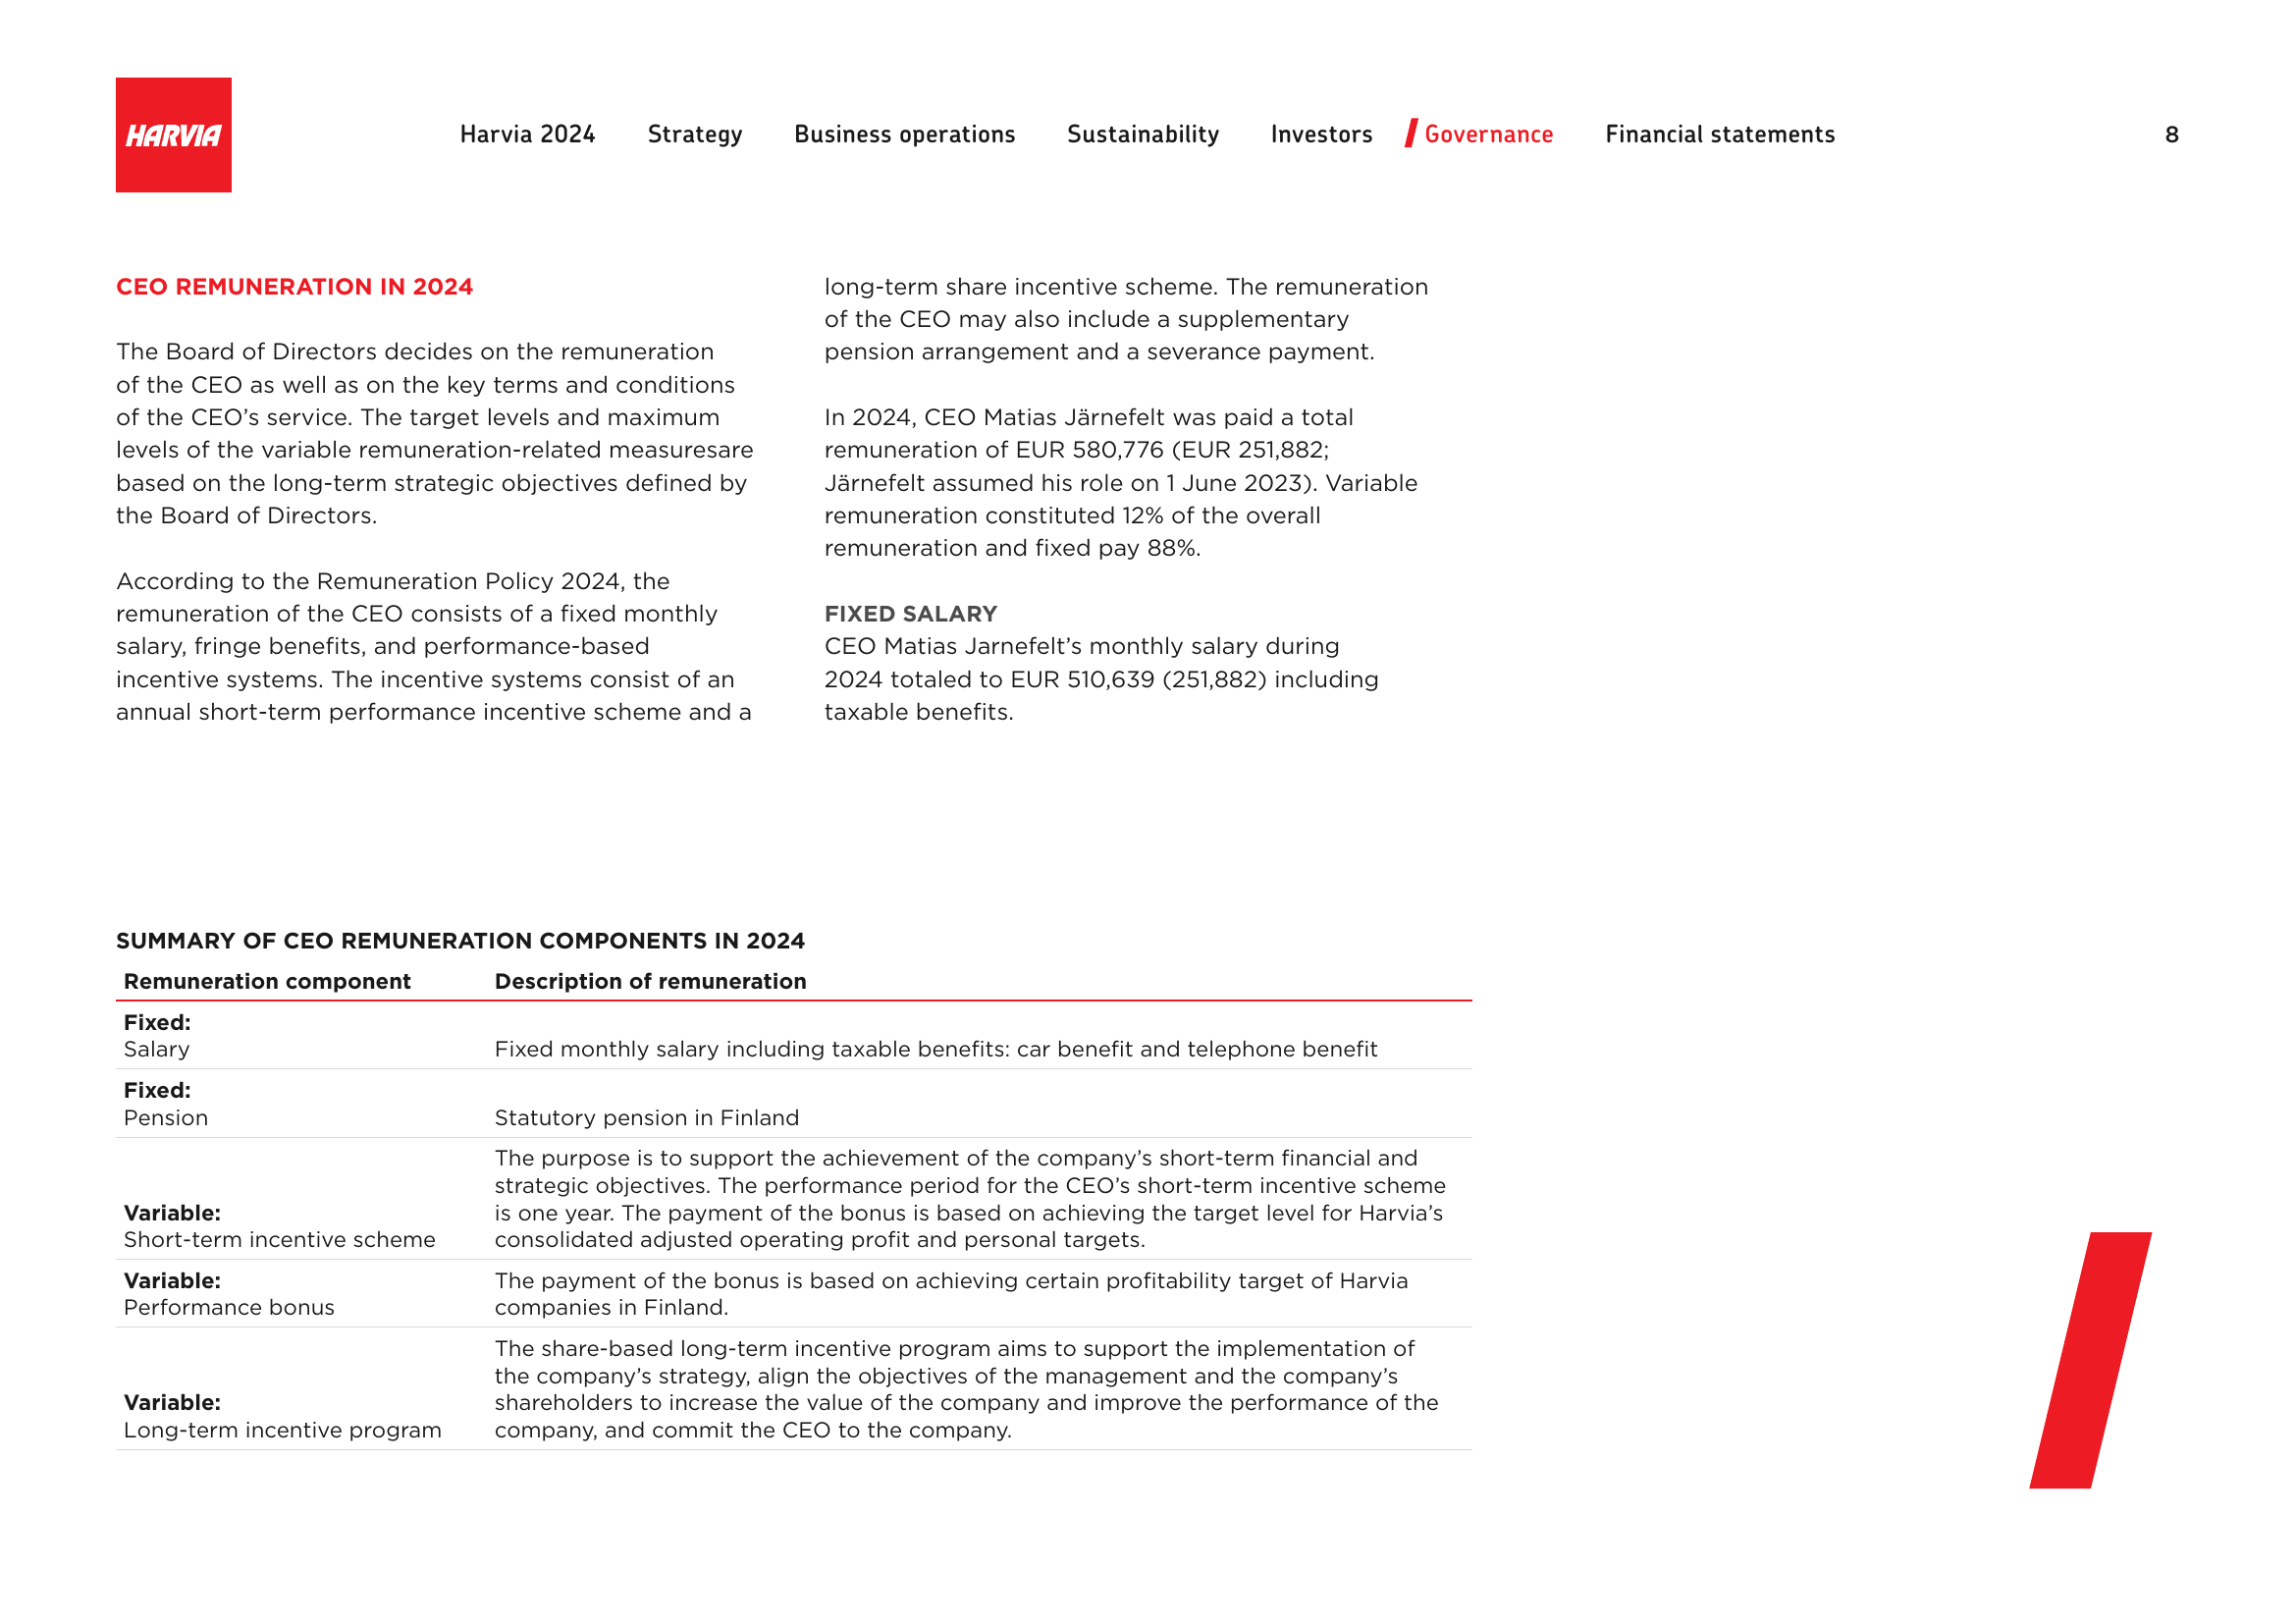 HARVIA
Harvia 2024 Strategy Business operations Sustainability Investors Governance Financial statements 8
CEO REMUNERATION IN 2024
The Board of Directors decides on the remuneration
of the CEO as well as on the key terms and conditions
of the CEO’s service. The target levels and maximum
levels of the variable remuneration-related measuresare
based on the long-term strategic objectives defined by
the Board of Directors.
According to the Remuneration Policy 2024, the
remuneration of the CEO consists of a fixed monthly
salary, fringe benefits, and performance-based
incentive systems. The incentive systems consist of an
annual short-term performance incentive scheme and a
long-term share incentive scheme. The remuneration
of the CEO may also include a supplementary
pension arrangement and a severance payment.
In 2024, CEO Matias Järnefelt was paid a total
remuneration of EUR 580,776 (EUR 251,882;
Järnefelt assumed his role on 1 June 2023). Variable
remuneration constituted 12% of the overall
remuneration and fixed pay 88%.
FIXED SALARY
CEO Matias Jarnefelt’s monthly salary during
2024 totaled to EUR 510,639 (251,882) including
taxable benefits.
SUMMARY OF CEO REMUNERATION COMPONENTS IN 2024
Remuneration component Description of remuneration
Fixed:
Salary Fixed monthly salary including taxable benefits: car benefit and telephone benefit
Fixed:
Pension Statutory pension in Finland
The purpose is to support the achievement of the company’s short-term financial and
strategic objectives. The performance period for the CEO’s short-term incentive scheme
Variable: is one year. The payment of the bonus is based on achieving the target level for Harvia’s
Short-term incentive scheme consolidated adjusted operating profit and personal targets.
Variable: The payment of the bonus is based on achieving certain profitability target of Harvia
Performance bonus companies in Finland.
The share-based long-term incentive program aims to support the implementation of
the company’s strategy, align the objectives of the management and the company’s
Variable: shareholders to increase the value of the company and improve the performance of the
Long-term incentive program company, and commit the CEO to the company.